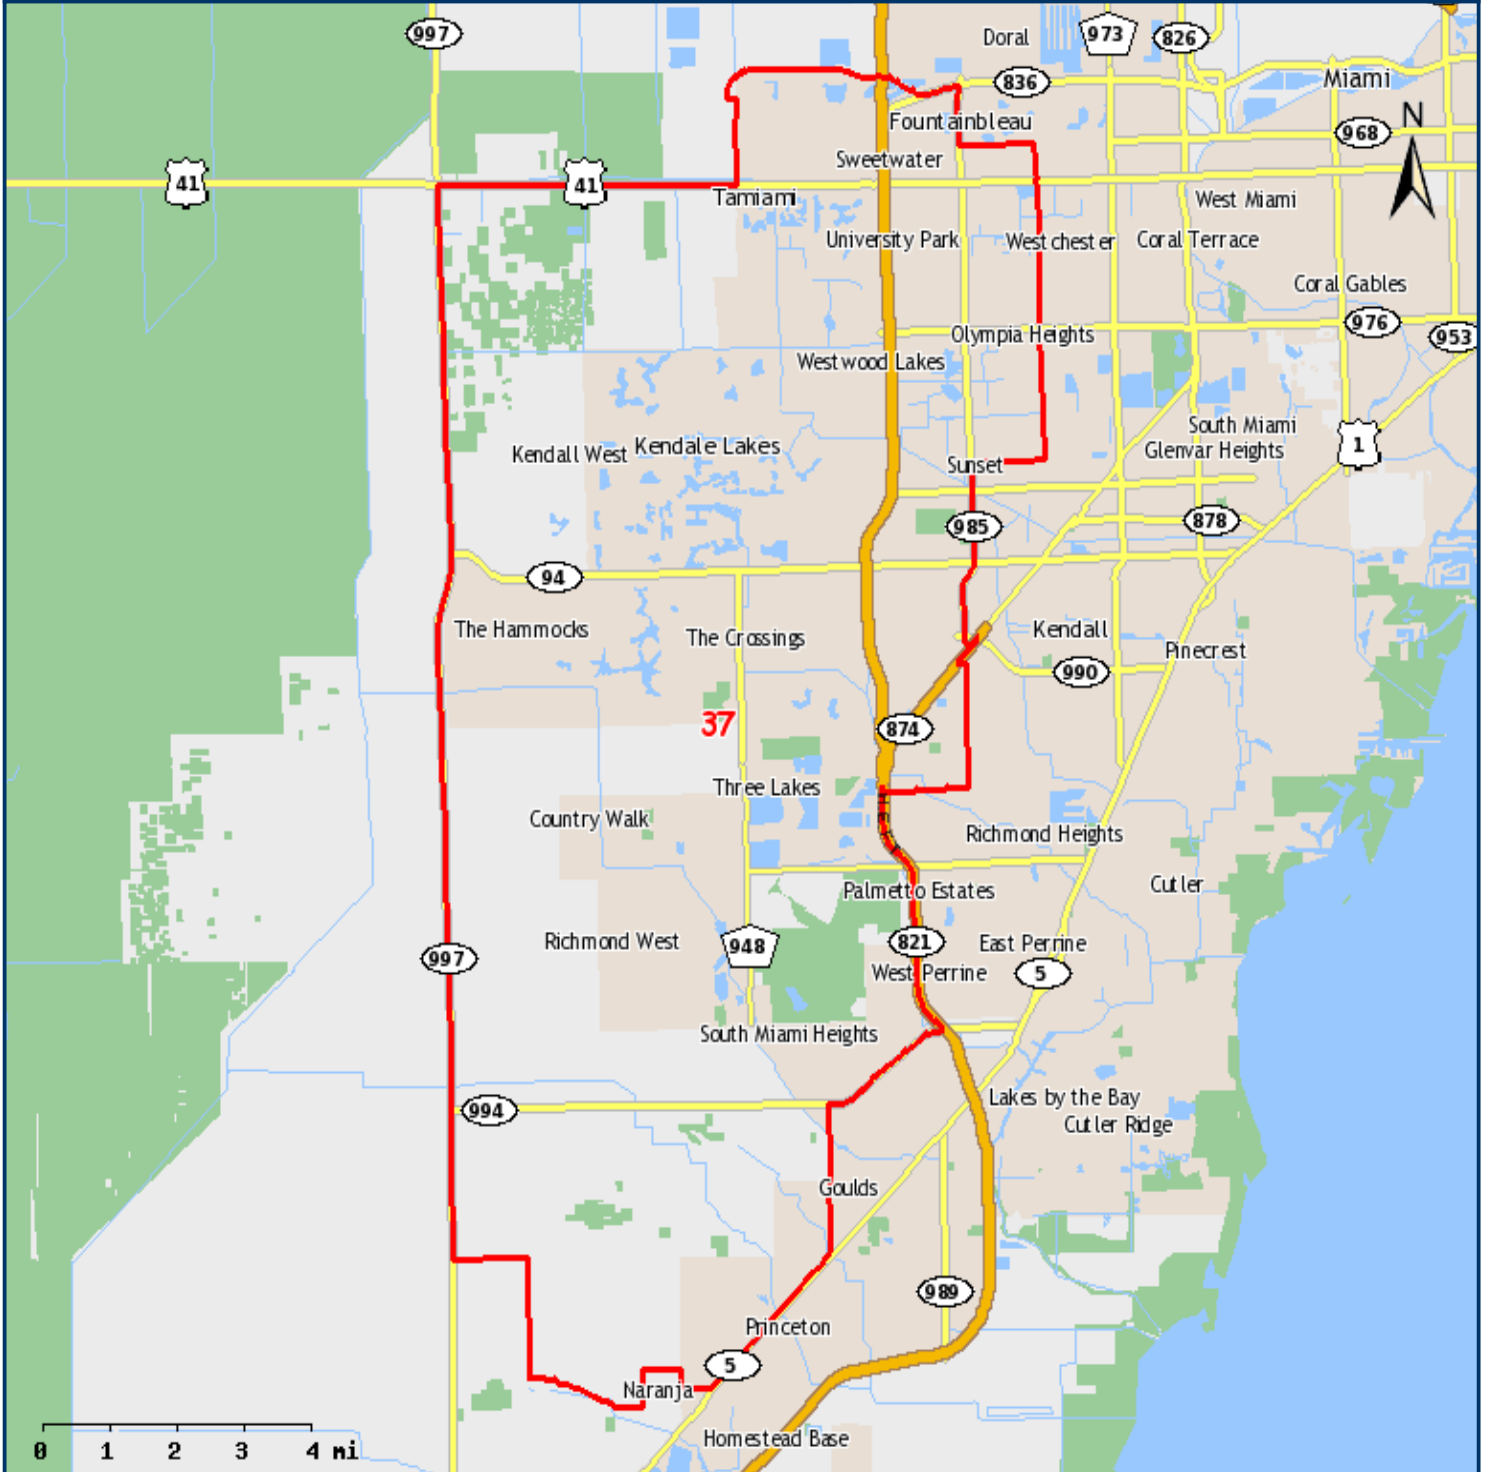 997
Doral
973
826
836
Miami
Fountainbleau
N
968
Sweetwater
41
41
Tamiami
West Miami
University Park
Westchester
Coral Terrace
Coral Gables
976
Olympia Heights
953
Westwood Lakes
South Miami
Kendall West
Kendale Lakes
Glenvar Heights
1
Sunset
985
878
94
The Hammocks
The Crossings
Kendall
Pinecrest
990
37
874
Three Lakes
Country Walk
Richmond Heights
Palmetto Estates
Cutler
Richmond West
948
821
East Perrine
997
West Perrine
5
South Miami Heights
Lakes by the Bay
994
Cutler Ridge
Goulds
989
Princeton
5
Naranja
Homestead Base
0 1 2 3 4 mi